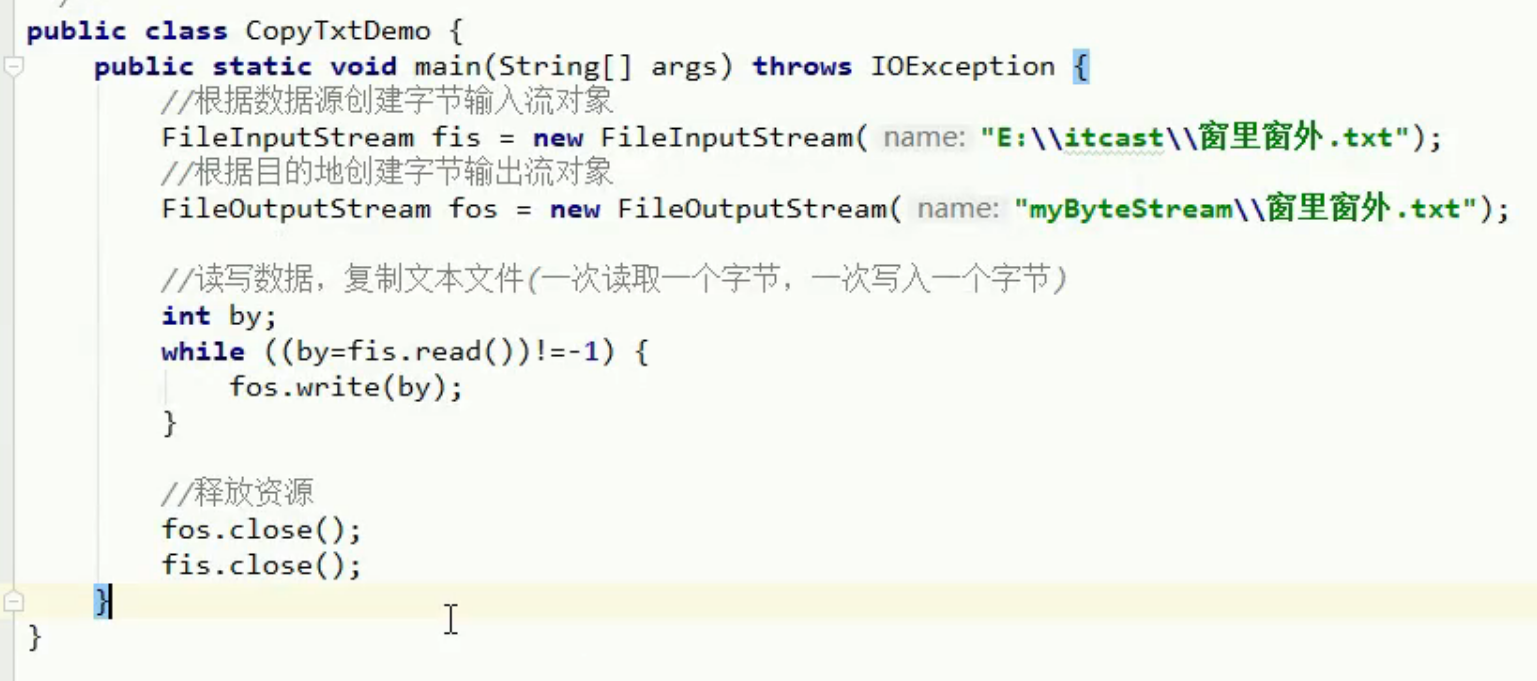 public class CopyTxtDemo {
    public static void main(String[] args) throws IOException {
        //根据数据源创建字节输入流对象
        FileInputStream fis = new FileInputStream( name: "E:\\itcast\\窗里窗外.txt");
        //根据目的地创建字节输出流对象
        FileOutputStream fos = new FileOutputStream( name: "myByteStream\\窗里窗外.txt");
        //读写数据，复制文本文件(一次读取一个字节，一次写入一个字节)
        int by;
        while ((by=fis.read())!=-1) {
            fos.write(by);
        }
        //释放资源
        fos.close();
        fis.close();
    }
}